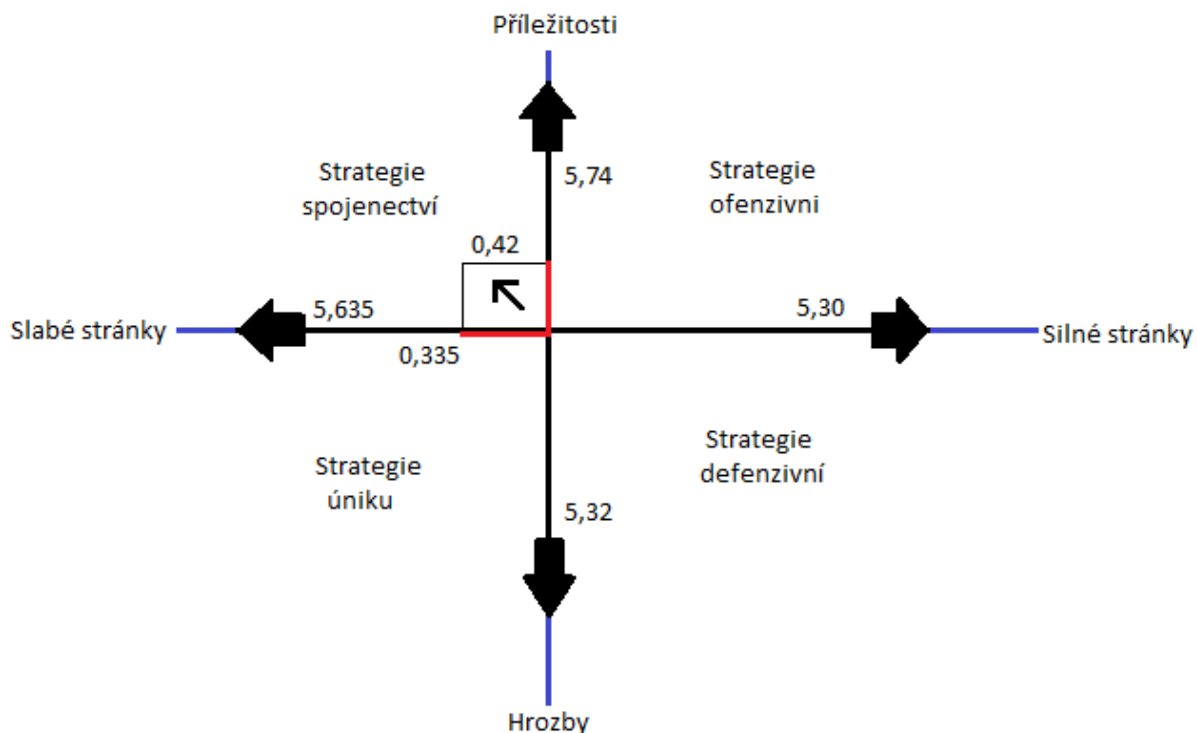 Příležitosti
5,74
Strategie
spojenectví
Strategie
ofenzivni
0,42
5,635
5,30
Slabé stránky
Silné stránky
0,335
Strategie
úniku
Strategie
defenzivní
5,32
Hrozby